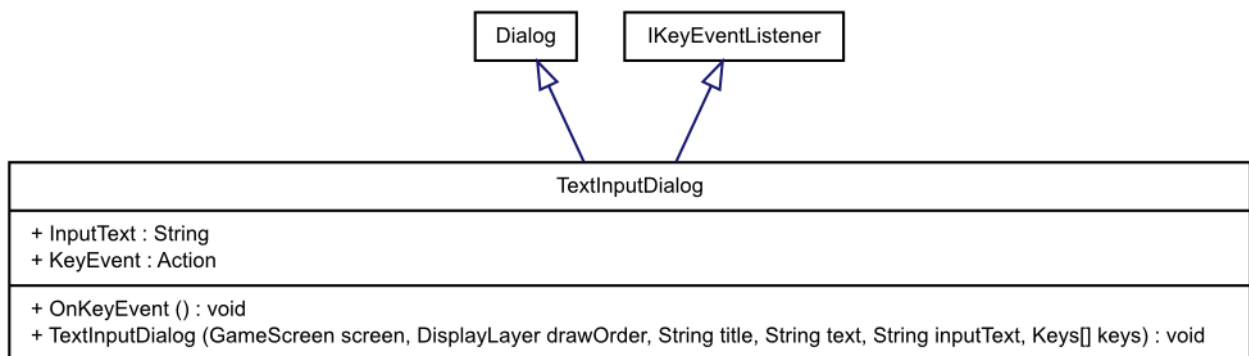 Dialog
IKeyEventListener
TextInputDialog
+ InputText : String
+ KeyEvent : Action
+ OnKeyEvent () : void
+ TextInputDialog (GameScreen screen, DisplayLayer drawOrder, String title, String text, String inputText, Keys[] keys) : void